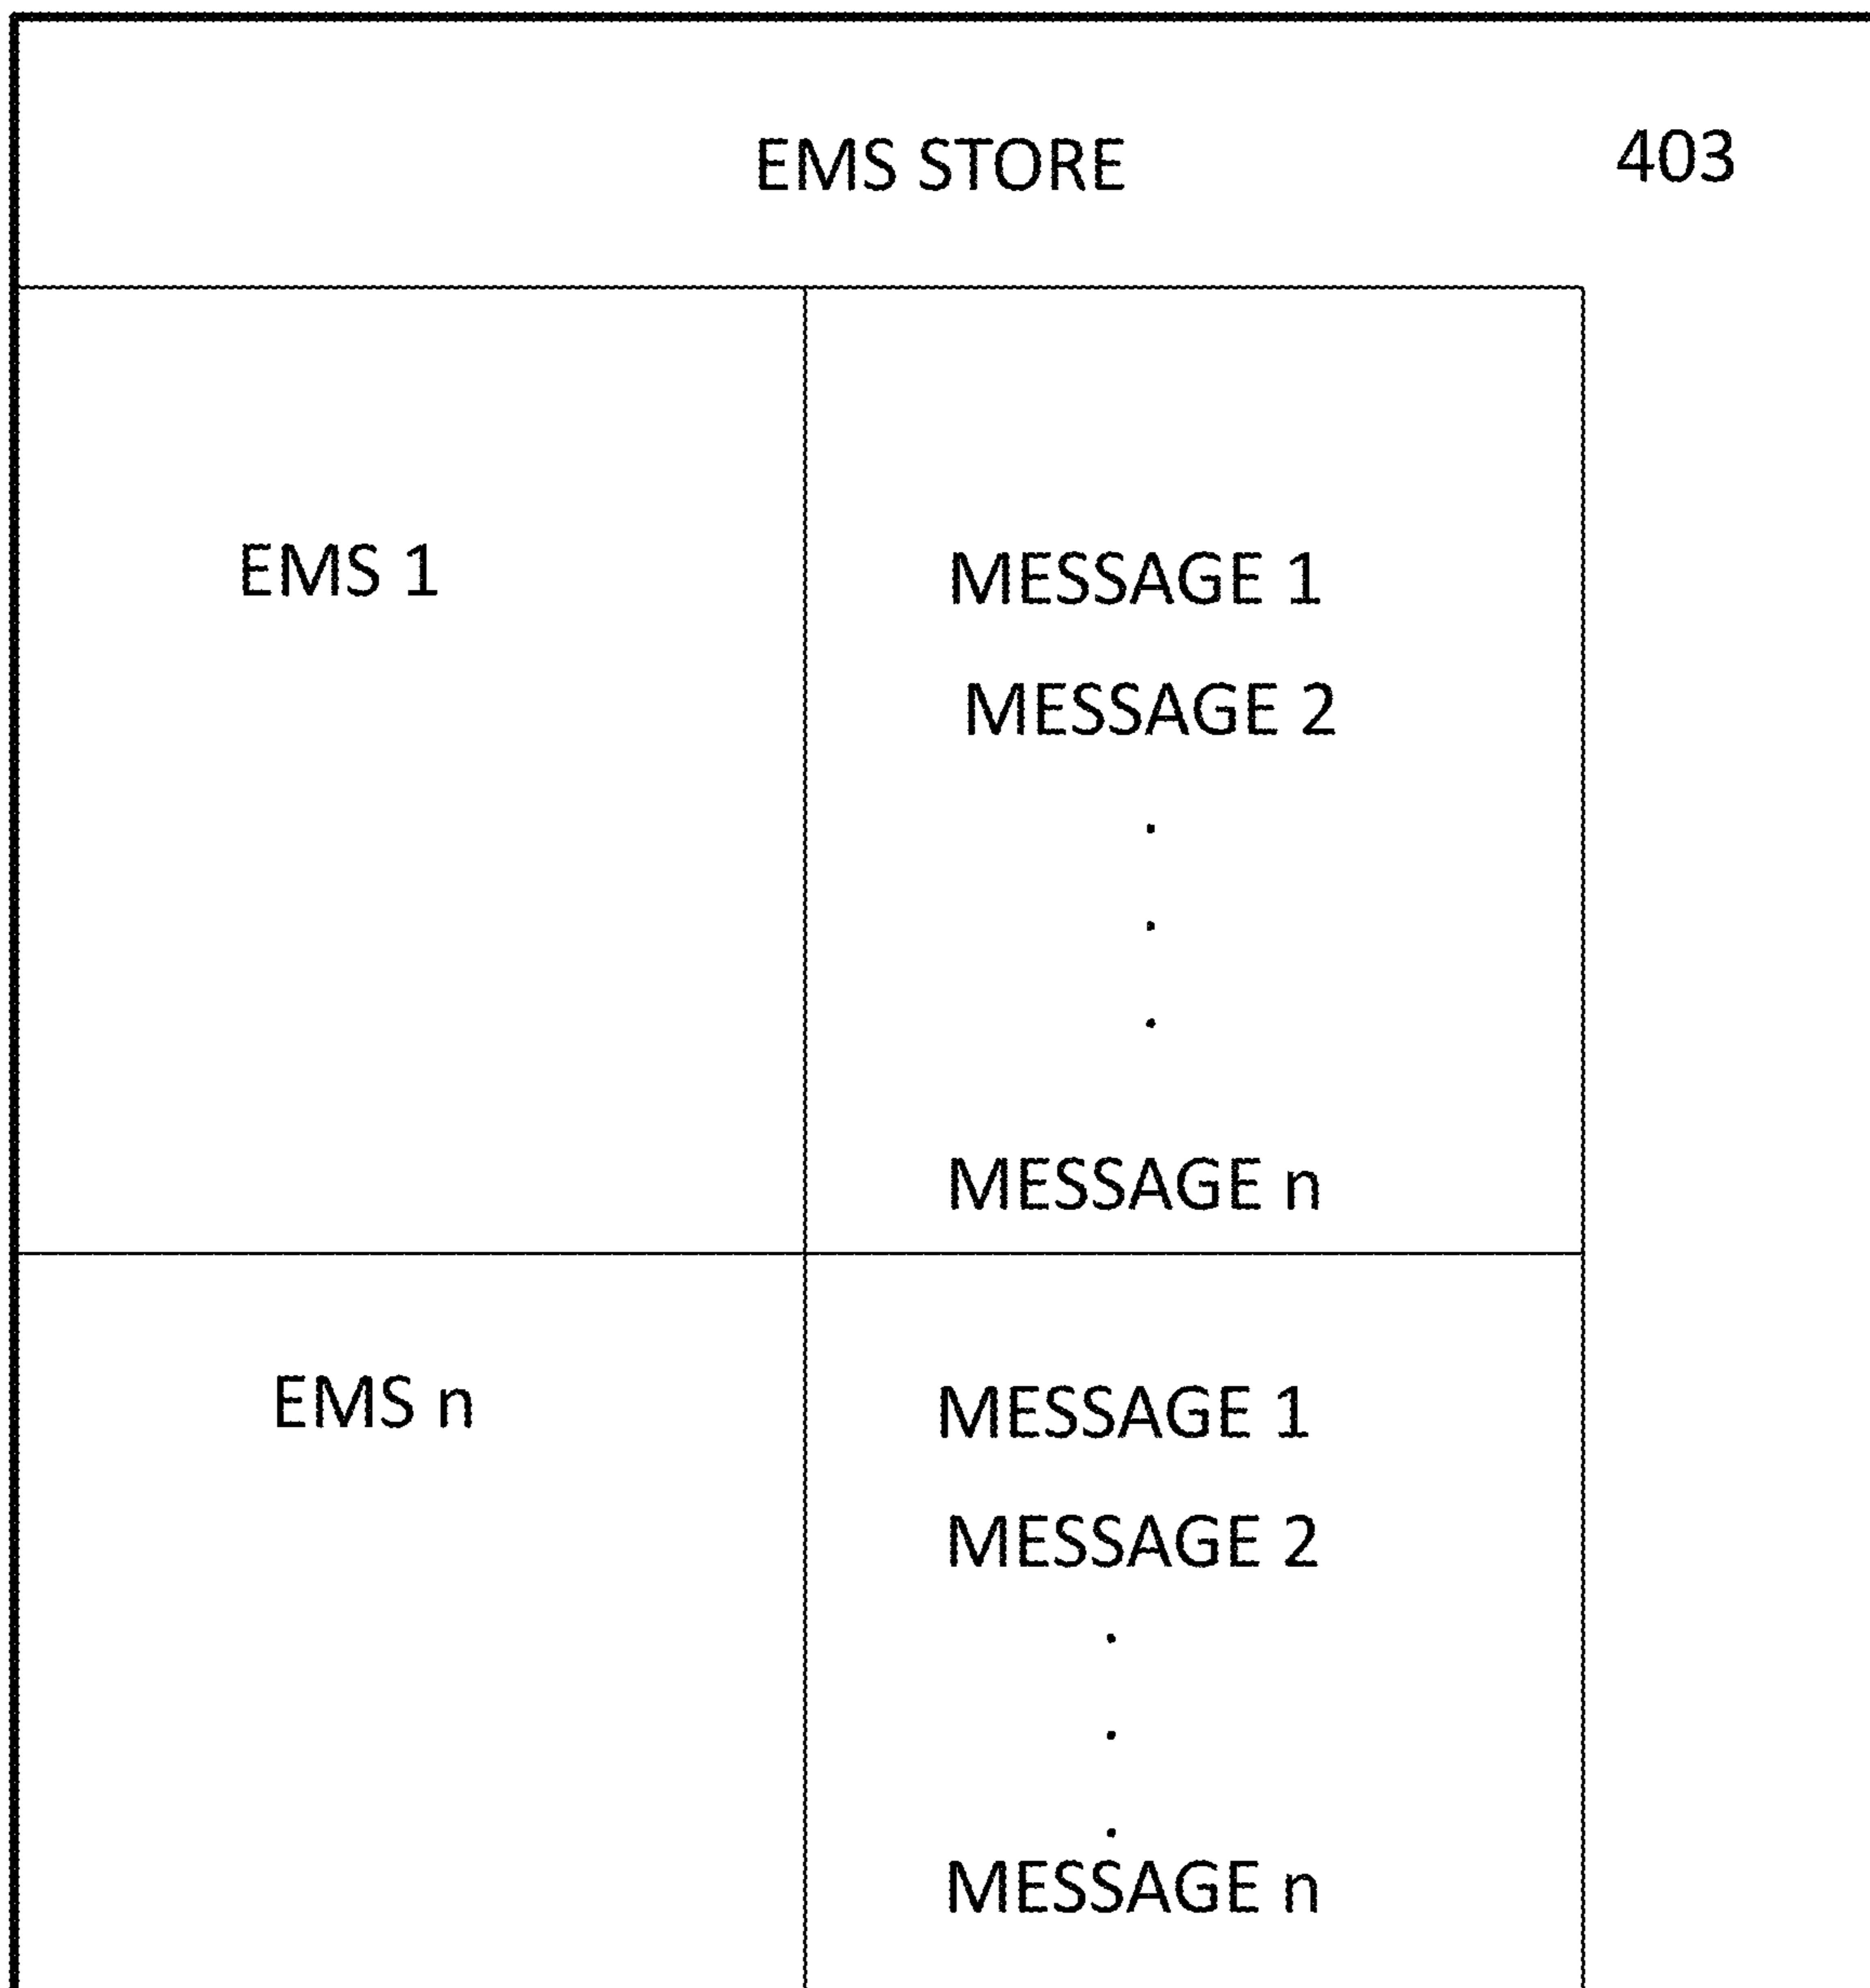 EMS STORE 403
EMS 1 MESSAGE 1
MESSAGE 2
.
.
.
MESSAGE n
EMS n MESSAGE 1
MESSAGE 2
.
.
.
MESSAGE n